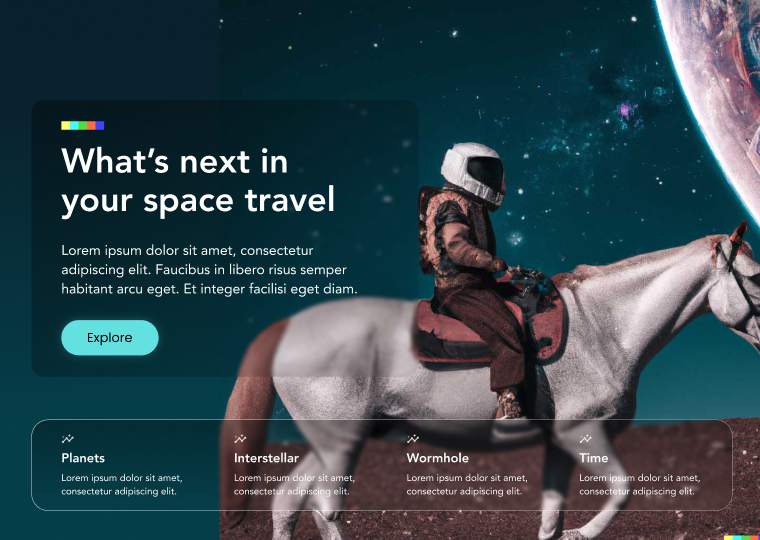 What’s next in
your space travel
Lorem ipsum dolor sit amet, consectetur
adipiscing elit. Faucibus in libero risus semper
habitant arcu eget. Et integer facilisi eget diam.
Explore
Planets
Lorem ipsum dolor sit amet,
consectetur adipiscing elit.
Interstellar
Lorem ipsum dolor sit amet,
consectetur adipiscing elit.
Wormhole
Lorem ipsum dolor sit amet,
consectetur adipiscing elit.
Time
Lorem ipsum dolor sit amet,
consectetur adipiscing elit.